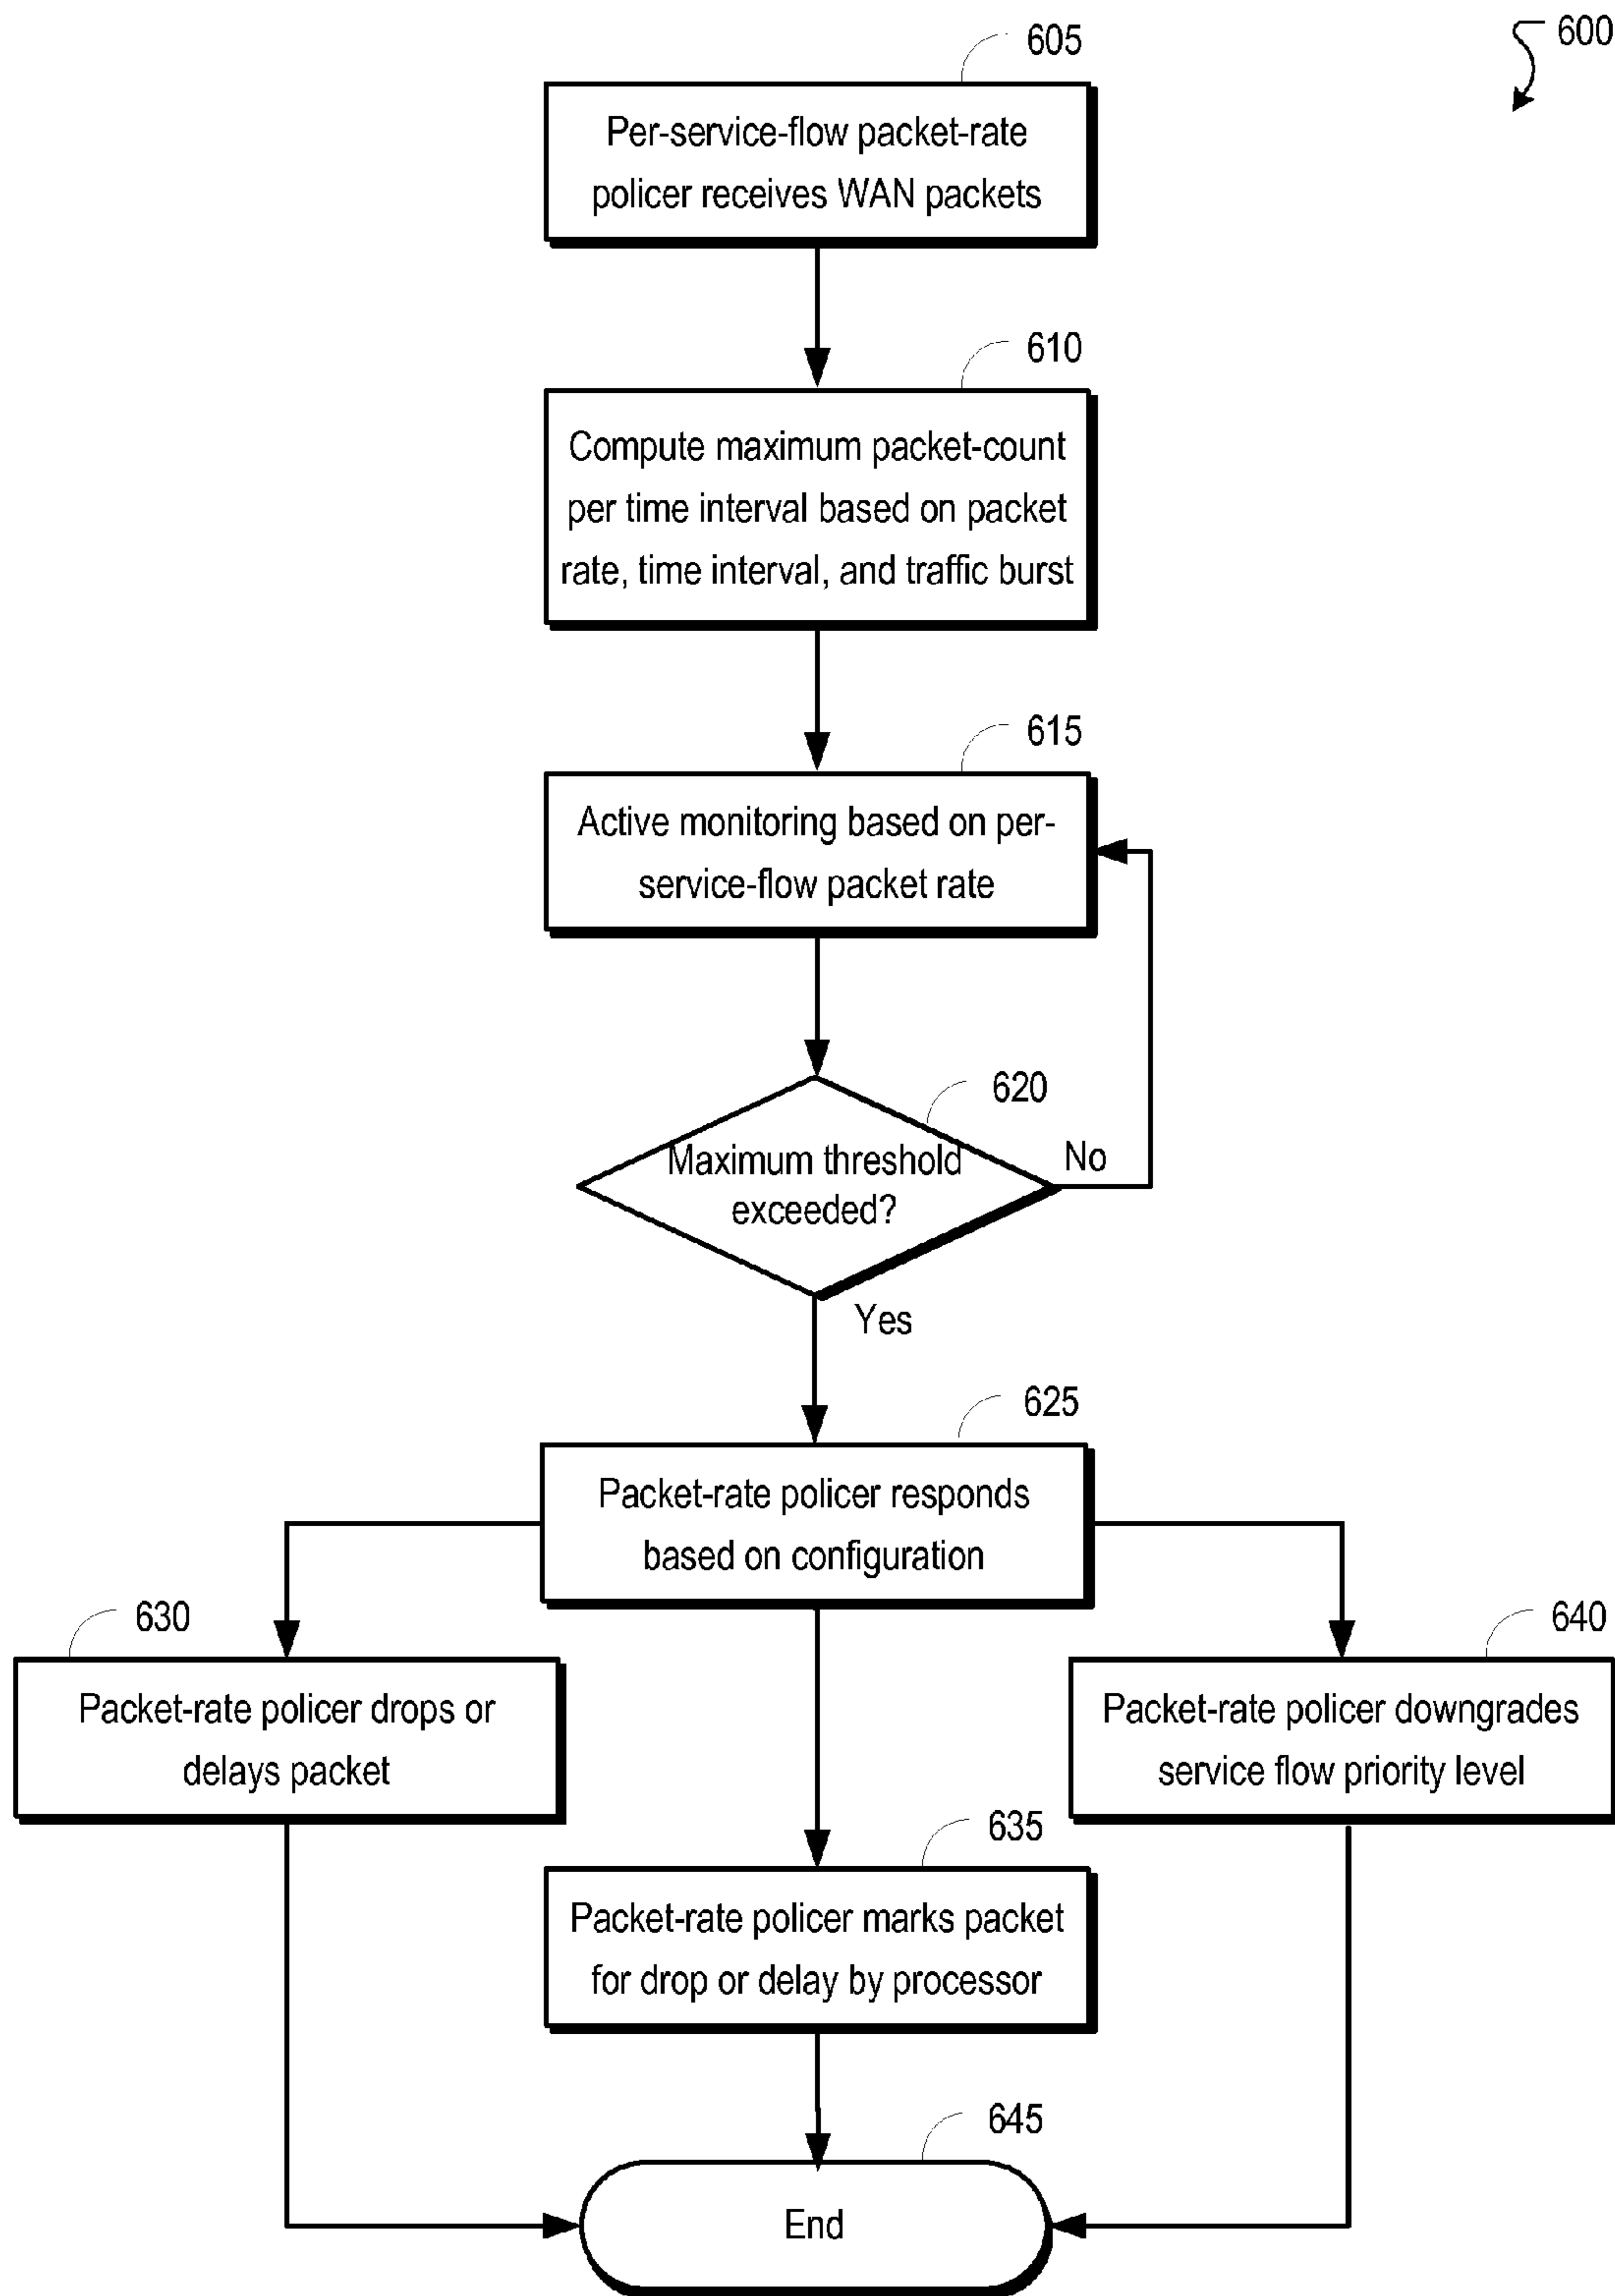 600
605
Per-service-flow packet-rate
policer receives WAN packets
610
Compute maximum packet-count
per time interval based on packet
rate, time interval, and traffic burst
615
Active monitoring based on per-
service-flow packet rate
620
Maximum threshold
exceeded?
No
Yes
625
Packet-rate policer responds
based on configuration
630
Packet-rate policer drops or
delays packet
640
Packet-rate policer downgrades
service flow priority level
635
Packet-rate policer marks packet
for drop or delay by processor
645
End